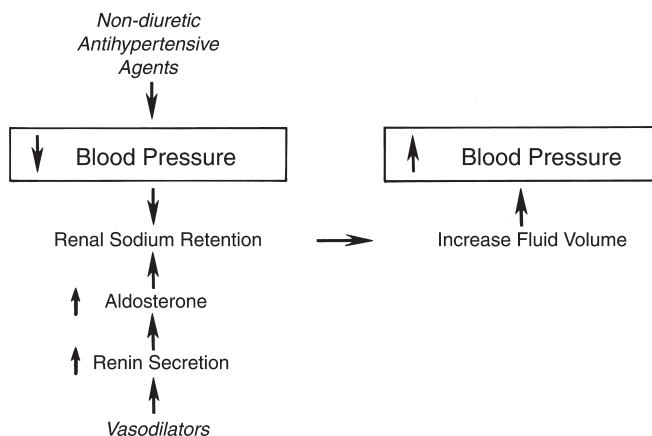 Non-diuretic
Antihypertensive
Agents
Blood Pressure
Blood Pressure
Renal Sodium Retention
Increase Fluid Volume
Aldosterone
Renin Secretion
Vasodilators